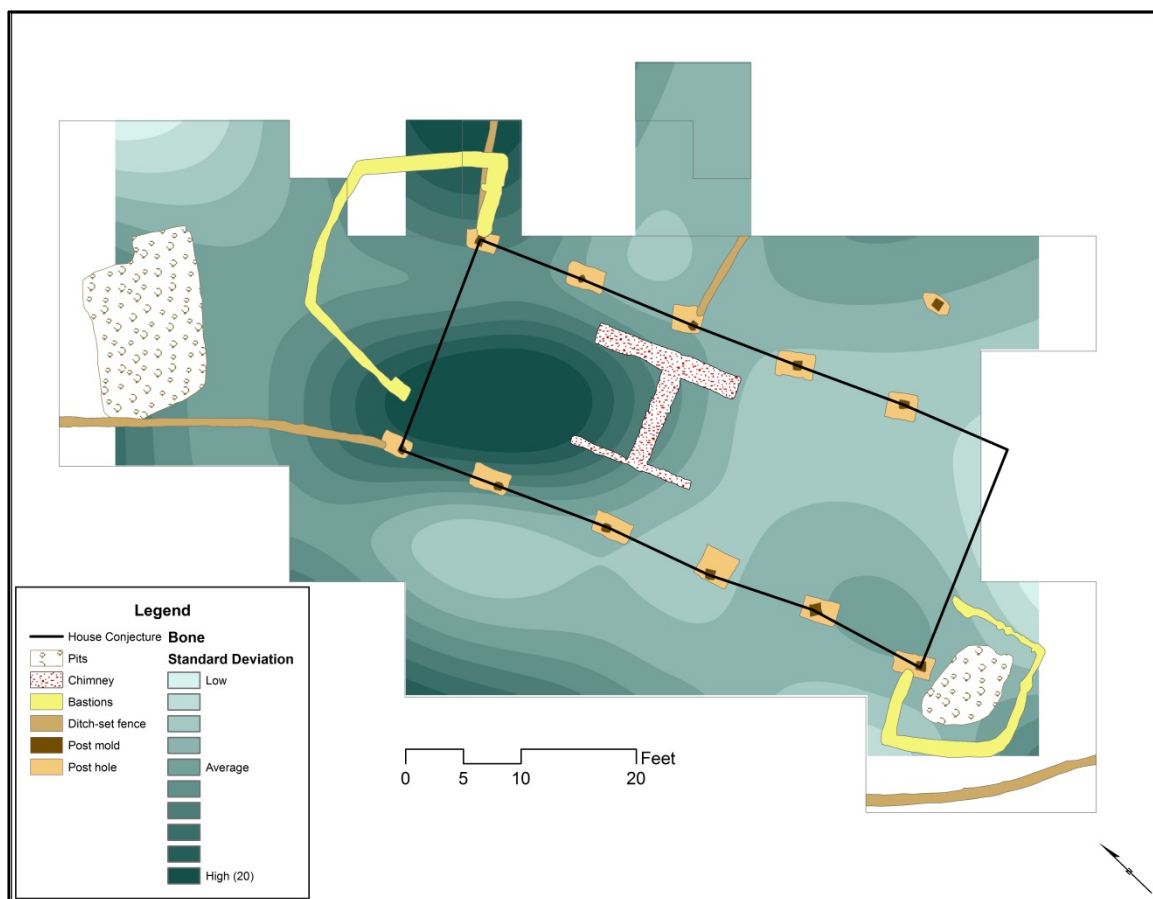 Legend
House Conjecture
Pits
Chimney
Bastions
Ditch-set fence
Post mold
Post hole
Bone
Standard Deviation
Low
Average
High (20)
0 5 10 20 Feet
N